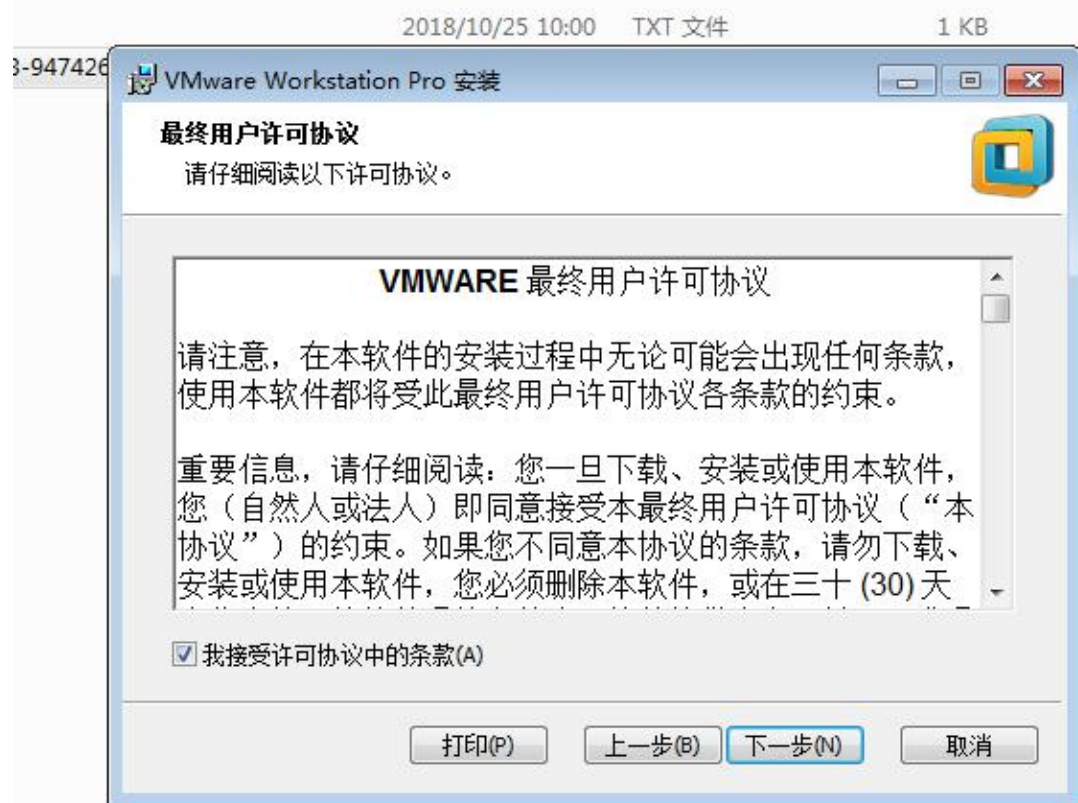 2018/10/25 10:00 TXT 文件 1 KB
3-947426
VMware Workstation Pro 安装
最终用户许可协议
请仔细阅读以下许可协议。
VMWARE 最终用户许可协议
请注意，在本软件的安装过程中无论可能会出现任何条款，
使用本软件都将受此最终用户许可协议各条款的约束。
重要信息，请仔细阅读：您一旦下载、安装或使用本软件，
您（自然人或法人）即同意接受本最终用户许可协议（“本
协议”）的约束。如果您不同意本协议的条款，请勿下载、
安装或使用本软件，您必须删除本软件，或在三十 (30) 天
我接受许可协议中的条款(A)
打印(P) 上一步(B) 下一步(N) 取消